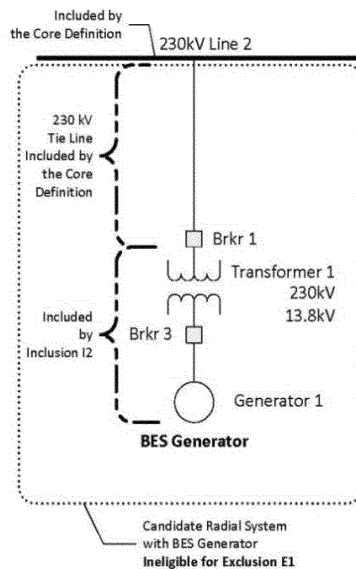 Included by
the Core Definition
230kV Line 2
230 kV
Tie Line
Included by
the Core
Definition
Brkr 1
Transformer 1
230kV
13.8kV
Included
by
Inclusion I2
Brkr 3
Generator 1
BES Generator
Candidate Radial System
with BES Generator
Ineligible for Exclusion E1